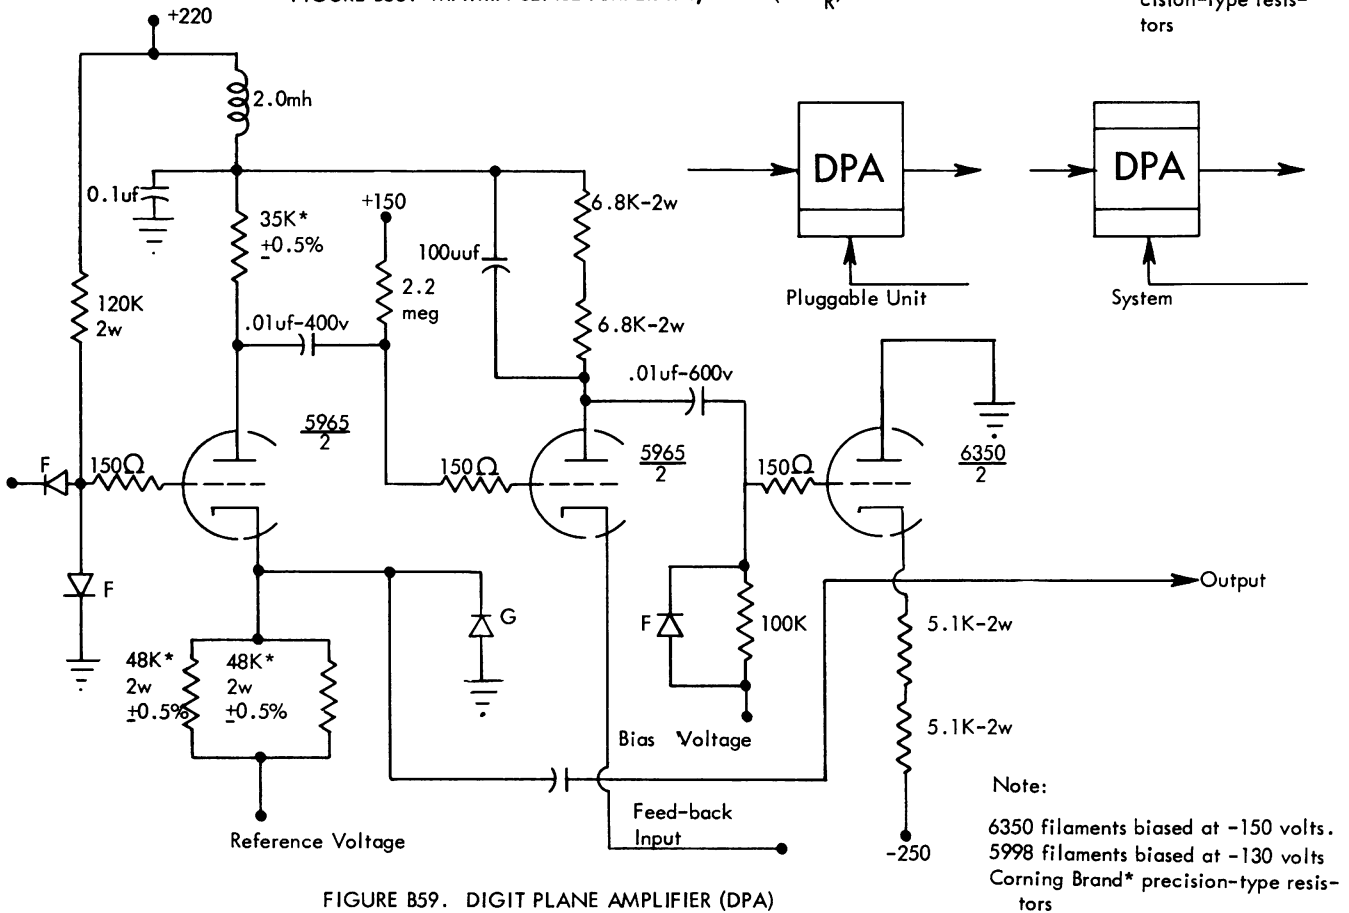 tors
+220
2.0mh
DPA
DPA
0.1uf
+150
6.8K-2w
35K*
±0.5%
100uuf
2.2
meg
Pluggable Unit
System
120K
2w
.01uf-400v
6.8K-2w
.01uf-600v
5965
2
5965
2
6350
2
F
150Ω
150Ω
150Ω
F
G
F
100K
Output
5.1K-2w
48K*
2w
±0.5%
48K*
2w
±0.5%
5.1K-2w
Bias Voltage
Note:
Feed-back
Input
Reference Voltage
-250
6350 filaments biased at -150 volts.
5998 filaments biased at -130 volts
Corning Brand* precision-type resis-
tors
FIGURE B59. DIGIT PLANE AMPLIFIER (DPA)